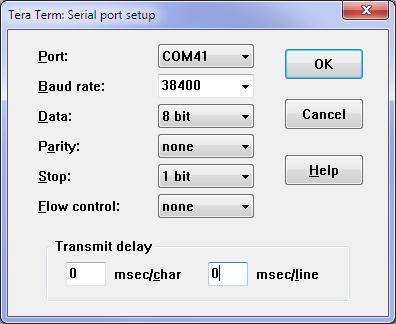 Tera Term: Serial port setup
Port: COM41
OK
Baud rate: 38400
Data: 8 bit
Cancel
Parity: none
Stop: 1 bit
Help
Flow control: none
Transmit delay
0 msec/char 0 msec/line